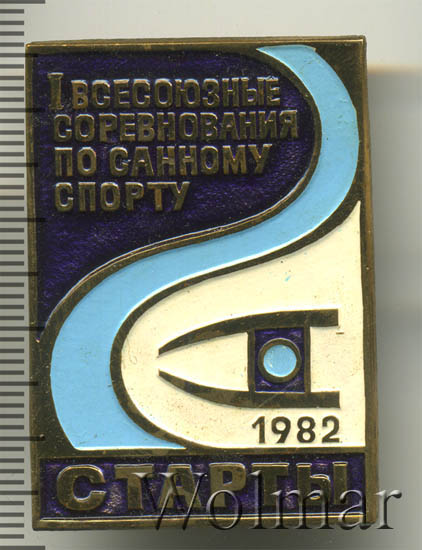 I ВСЕСОЮЗНЫЕ
СОРЕВНОВАНИЯ
ПО САННОМУ
СПОРТУ
1982
СТАРТЫ
Wolmar